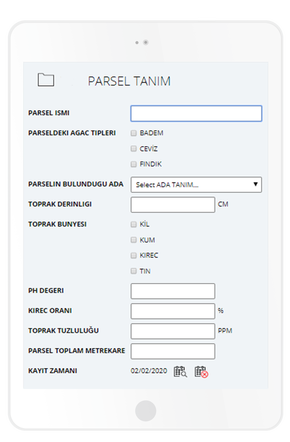 PARSEL TANIM
PARSEL ISMI
PARSELDEKI AGAC TIPLERI
BADEM
CEVİZ
FINDIK
PARSELIN BULUNDUGU ADA Select ADA TANIM...
TOPRAK DERINLIGI CM
TOPRAK BUNYESI
KİL
KUM
KIREC
TIN
PH DEGERI
KIREC ORANI %
TOPRAK TUZLULUĞU PPM
PARSEL TOPLAM METREKARE
KAYIT ZAMANI 02/02/2020